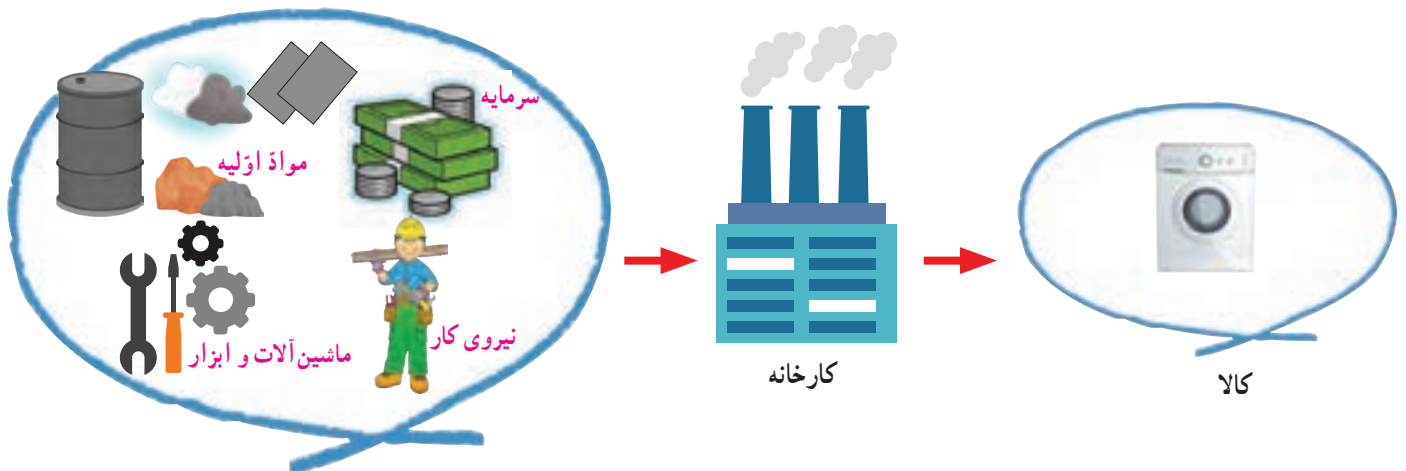 سرمایه
موادّ اوّلیه
نیروی کار
ماشین‌آلات و ابزار
کارخانه
کالا